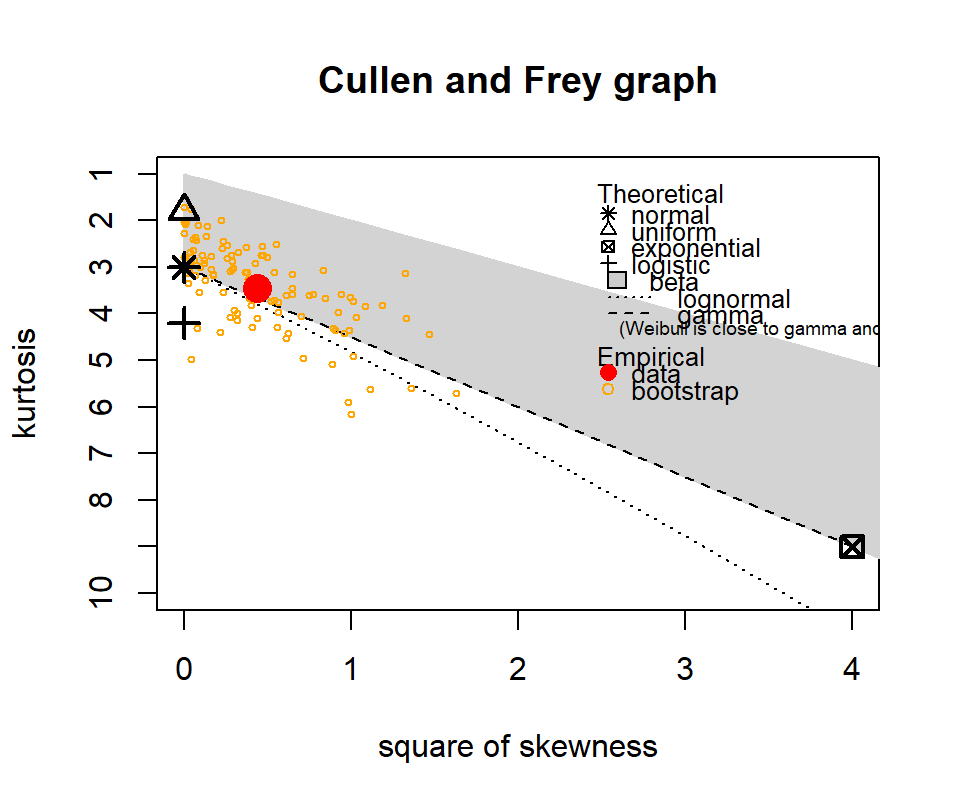 Cullen and Frey graph
kurtosis
1
2
3
4
5
6
7
8
10
0
1
2
3
4
square of skewness
Theoretical
normal
uniform
exponential
logistic
beta
lognormal
gamma
(Weibull is close to gamma and
Empirical
data
bootstrap